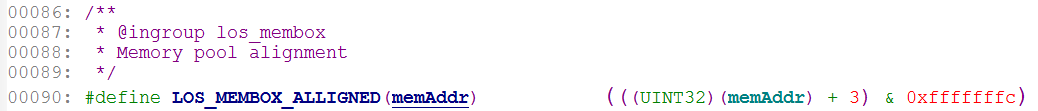 00086: /**
00087:  * @ingroup los_membox
00088:  * Memory pool alignment
00089:  */
00090: #define LOS_MEMBOX_ALLIGNED(memAddr) (((UINT32)(memAddr) + 3) & 0xfffffffc)